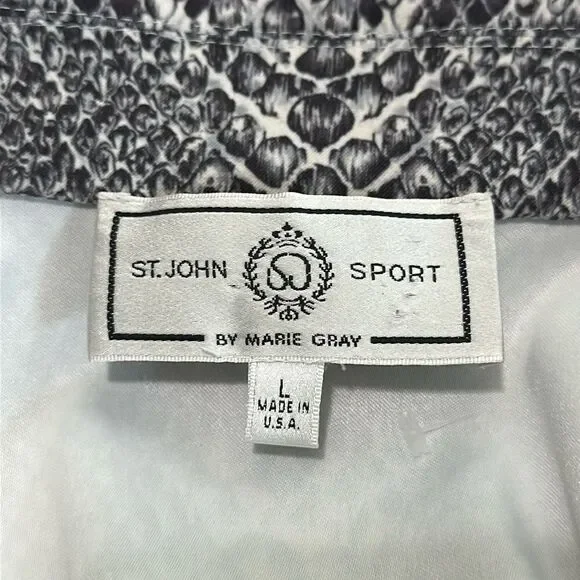 ST. JOHN SPORT
BY MARIE GRAY
L
MADE IN
U.S.A.